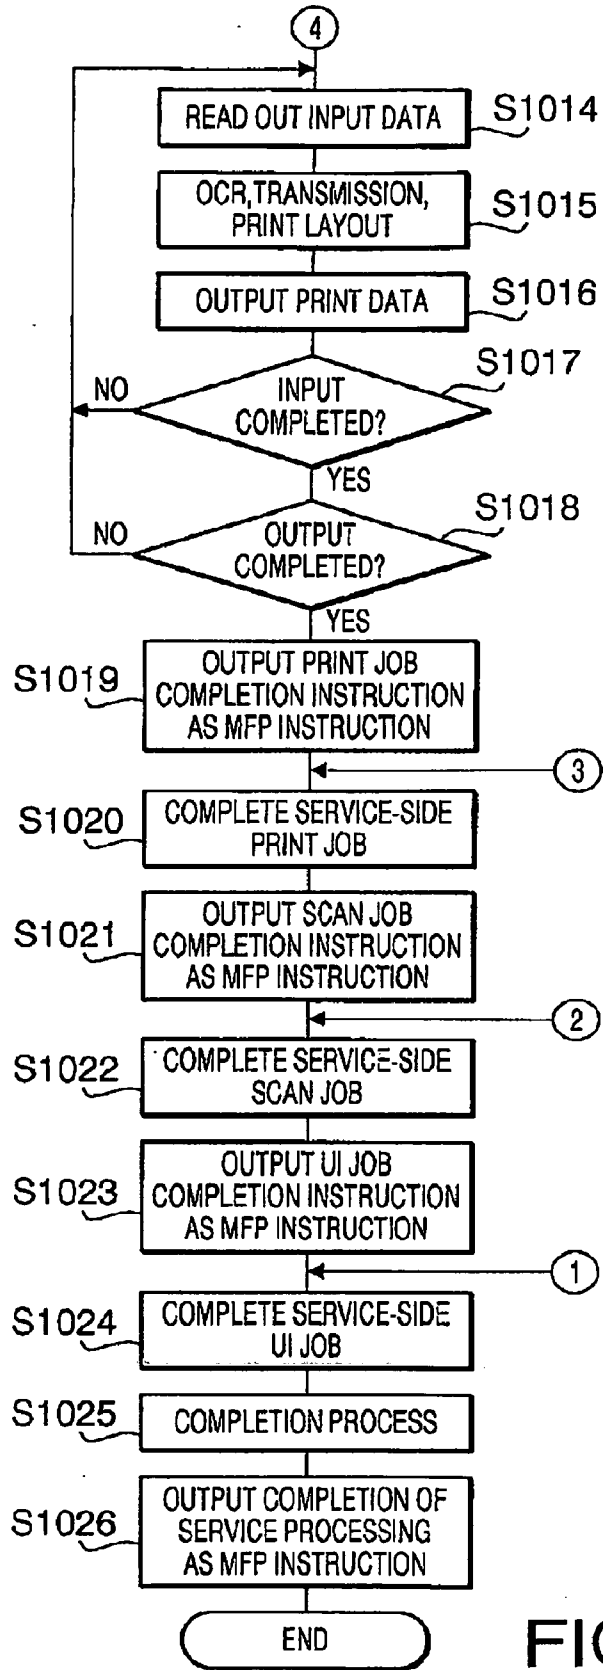 4
READ OUT INPUT DATA
S1014
OCR,TRANSMISSION,
PRINT LAYOUT
S1015
OUTPUT PRINT DATA
S1016
S1017
NO
INPUT
COMPLETED?
YES
S1018
NO
OUTPUT
COMPLETED?
YES
S1019
OUTPUT PRINT JOB
COMPLETION INSTRUCTION
AS MFP INSTRUCTION
3
S1020
COMPLETE SERVICE-SIDE
PRINT JOB
S1021
OUTPUT SCAN JOB
COMPLETION INSTRUCTION
AS MFP INSTRUCTION
2
S1022
COMPLETE SERVICE-SIDE
SCAN JOB
S1023
OUTPUT UI JOB
COMPLETION INSTRUCTION
AS MFP INSTRUCTION
1
S1024
COMPLETE SERVICE-SIDE
UI JOB
S1025
COMPLETION PROCESS
S1026
OUTPUT COMPLETION OF
SERVICE PROCESSING
AS MFP INSTRUCTION
END